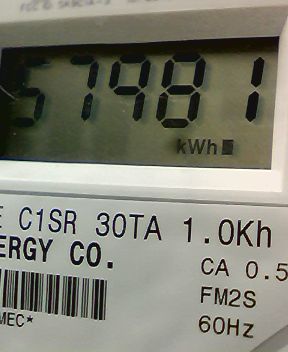 57981
kWh
E C1SR 30TA 1.0Kh
ERGY CO.
CA 0.5
FM2S
MEC*
60Hz